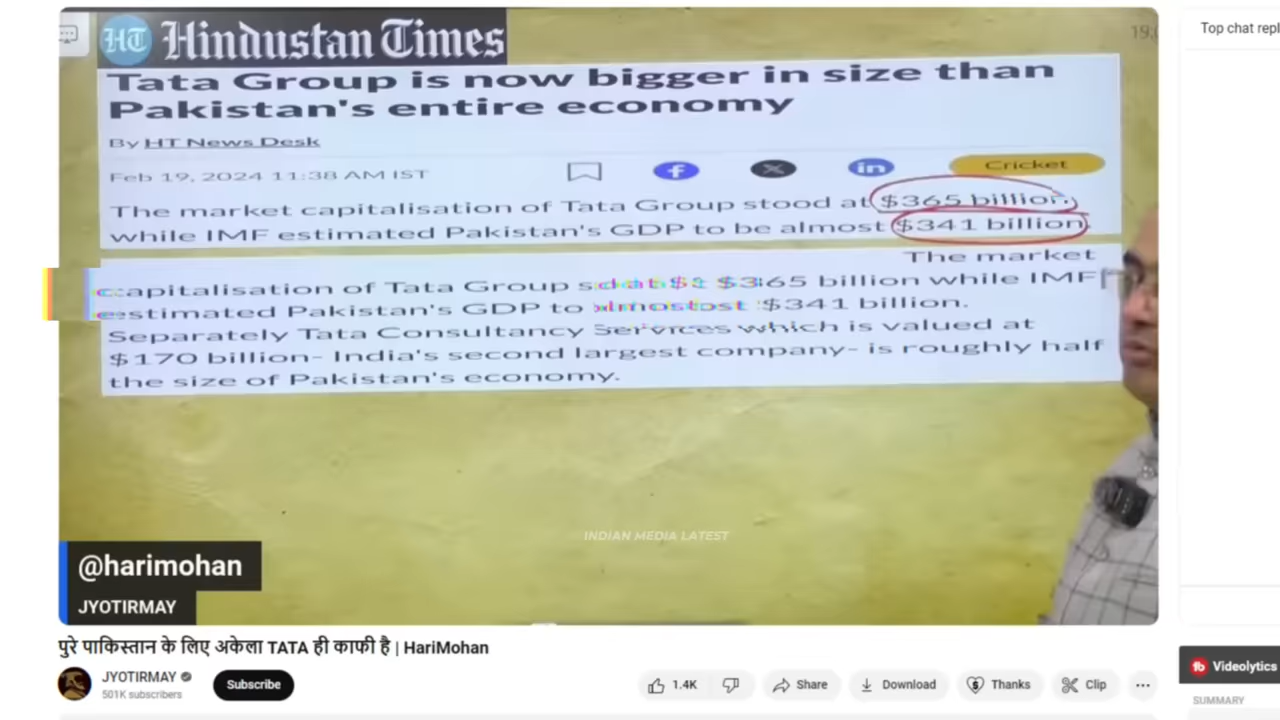 Hindustan Times
HT
Tata Group is now bigger in size than
Pakistan's entire economy
By HT News Desk
Feb 19, 2024 11:38 AM IST
Cricket
The market capitalisation of Tata Group stood at $365 billion.
while IMF estimated Pakistan's GDP to be almost $341 billion.
The market
capitalisation of Tata Group $365 billion while IMF
estimated Pakistan's GDP to $341 billion.
Separately Tata Consultancy Services which is valued at
$170 billion- India's second largest company- is roughly half
the size of Pakistan's economy.
INDIAN MEDIA LATEST
@harimohan
JYOTIRMAY
पुरे पाकिस्तान के लिए अकेला TATA ही काफी है | HariMohan
JYOTIRMAY
501K subscribers
Subscribe
1.4K
Share
Download
Thanks
Clip
Top chat repl
Videolytics
SUMMARY